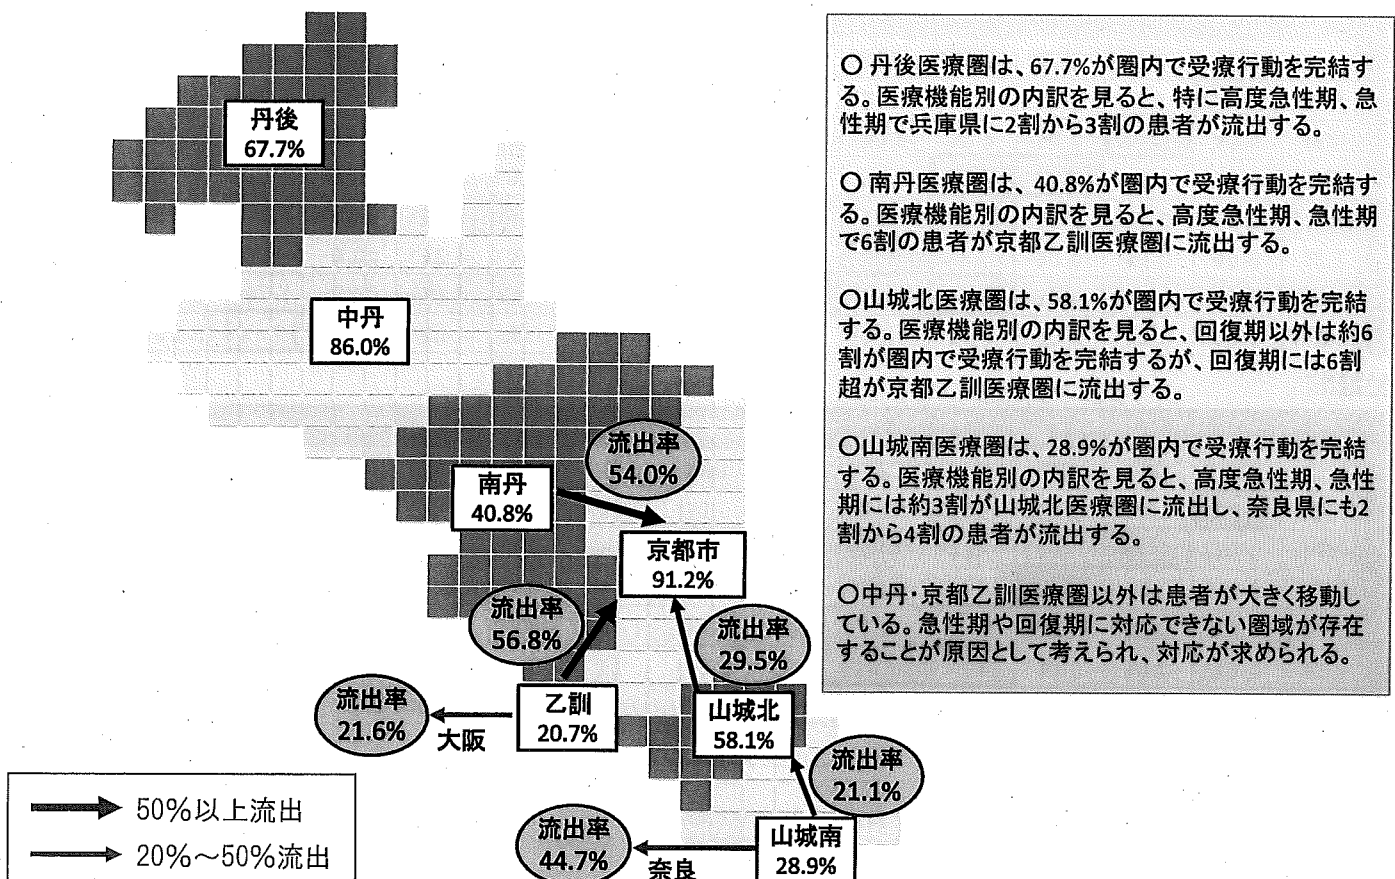 丹後
67.7%
中丹
86.0%
流出率
54.0%
南丹
40.8%
京都市
91.2%
流出率
56.8%
流出率
29.5%
流出率
21.6%
大阪
乙訓
20.7%
山城北
58.1%
流出率
21.1%
流出率
44.7%
奈良
山城南
28.9%
50%以上流出
20%～50%流出
〇 丹後医療圏は、67.7%が圏内で受療行動を完結す
る。医療機能別の内訳を見ると、特に高度急性期、急
性期で兵庫県に2割から3割の患者が流出する。
〇 南丹医療圏は、40.8%が圏内で受療行動を完結す
る。医療機能別の内訳を見ると、高度急性期、急性期
で6割の患者が京都乙訓医療圏に流出する。
〇山城北医療圏は、58.1%が圏内で受療行動を完結
する。医療機能別の内訳を見ると、回復期以外は約6
割が圏内で受療行動を完結するが、回復期には6割
超が京都乙訓医療圏に流出する。
〇山城南医療圏は、28.9%が圏内で受療行動を完結
する。医療機能別の内訳を見ると、高度急性期、急性
期には約3割が山城北医療圏に流出し、奈良県にも2
割から4割の患者が流出する。
〇中丹・京都乙訓医療圏以外は患者が大きく移動し
ている。急性期や回復期に対応できない圏域が存在
することが原因として考えられ、対応が求められる。